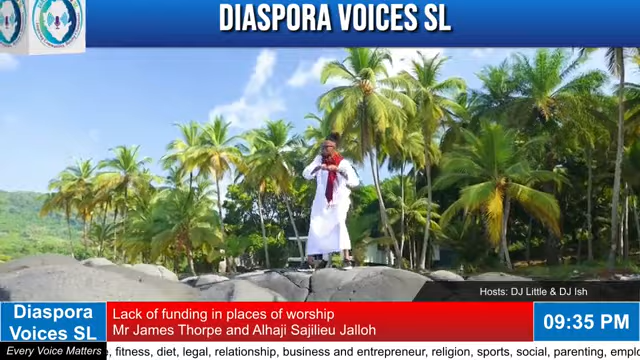 DIASPORA VOICES SL
Hosts: DJ Little & DJ Ish
Diaspora
Voices SL
Lack of funding in places of worship
Mr James Thorpe and Alhaji Sajilieu Jalloh
09:35 PM
Every Voice Matters
, fitness, diet, legal, relationship, business and entrepreneur, religion, sports, social, parenting, empl